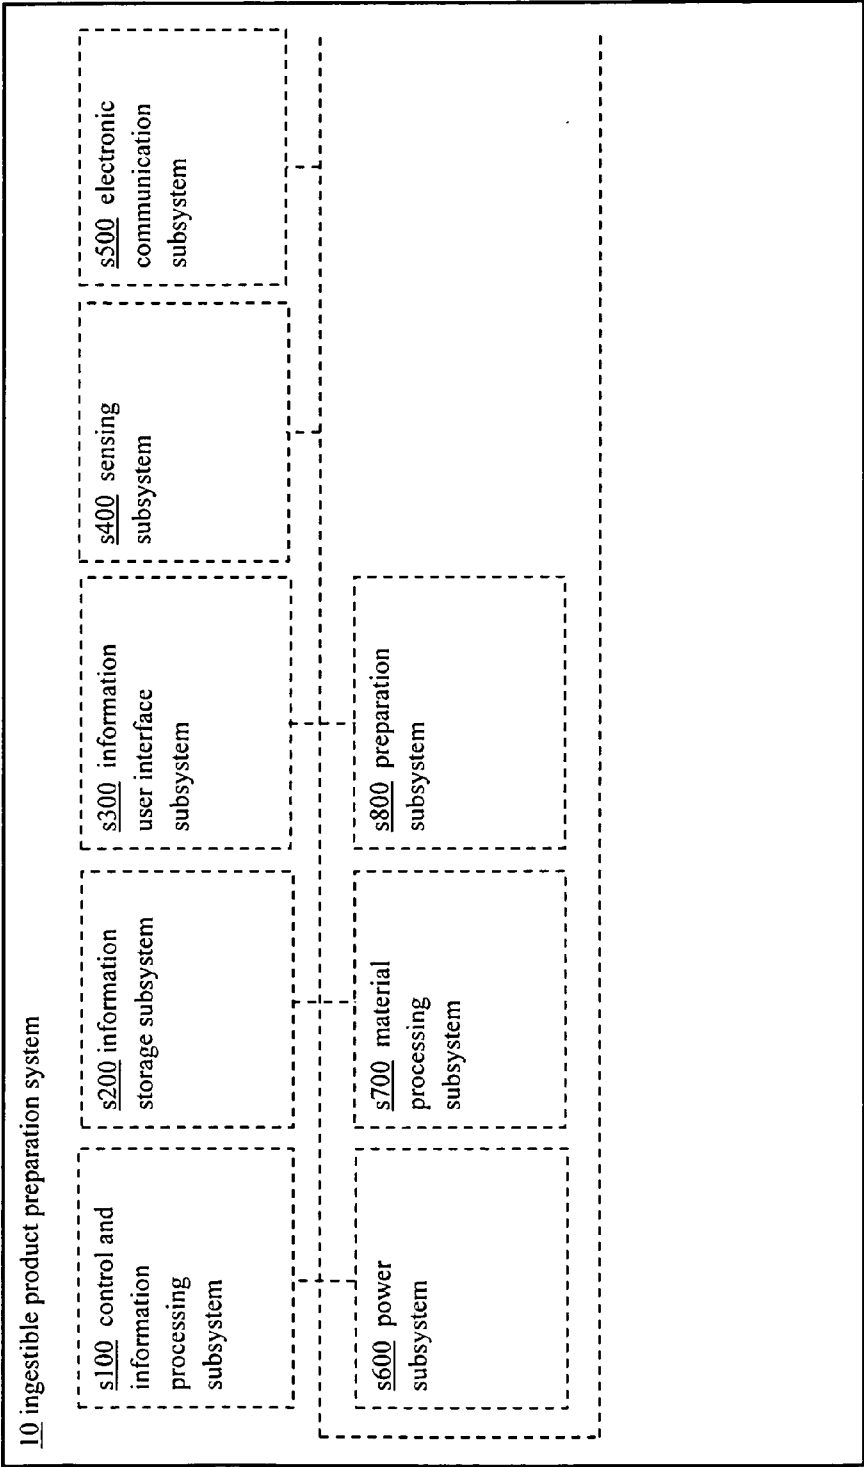 10 ingestible product preparation system
s100 control and
information
processing
subsystem
s200 information
storage subsystem
s300 information
user interface
subsystem
s400 sensing
subsystem
s500 electronic
communication
subsystem
s600 power
subsystem
s700 material
processing
subsystem
s800 preparation
subsystem